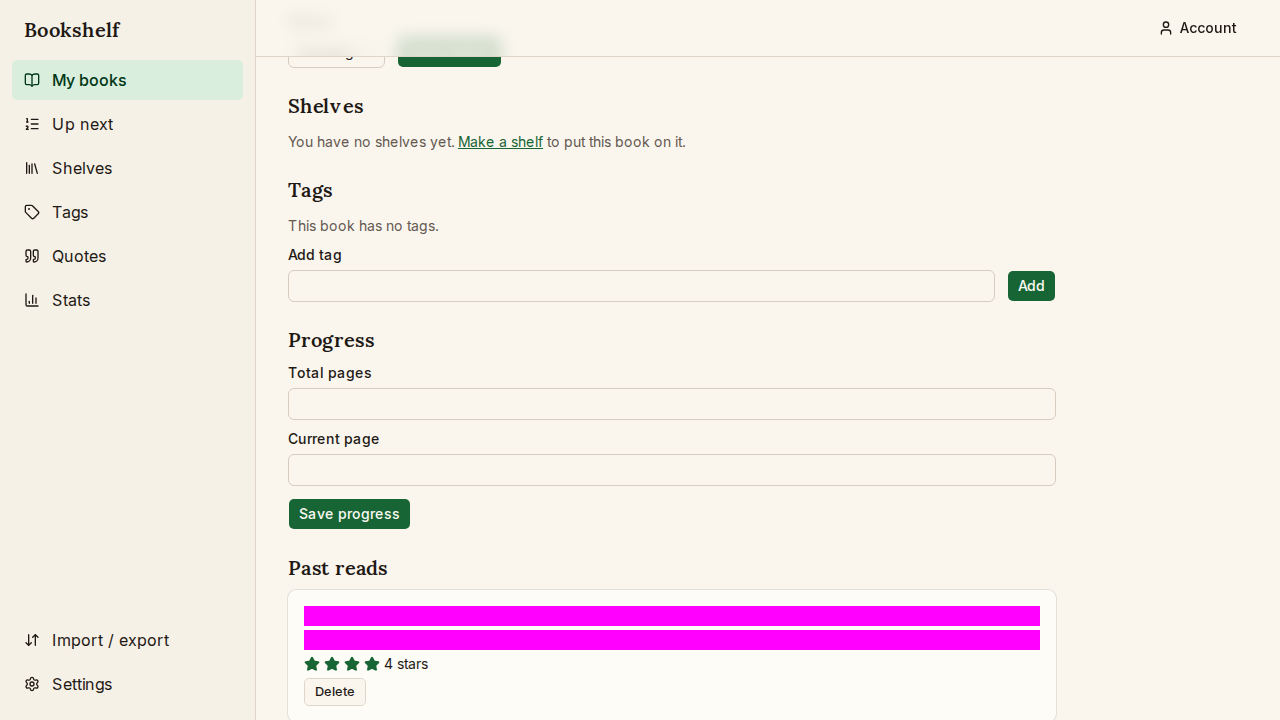 Bookshelf
My books
Up next
Shelves
Tags
Quotes
Stats
Import / export
Settings
Account
Shelves
You have no shelves yet. Make a shelf to put this book on it.
Tags
This book has no tags.
Add tag
Add
Progress
Total pages
Current page
Save progress
Past reads
4 stars
Delete